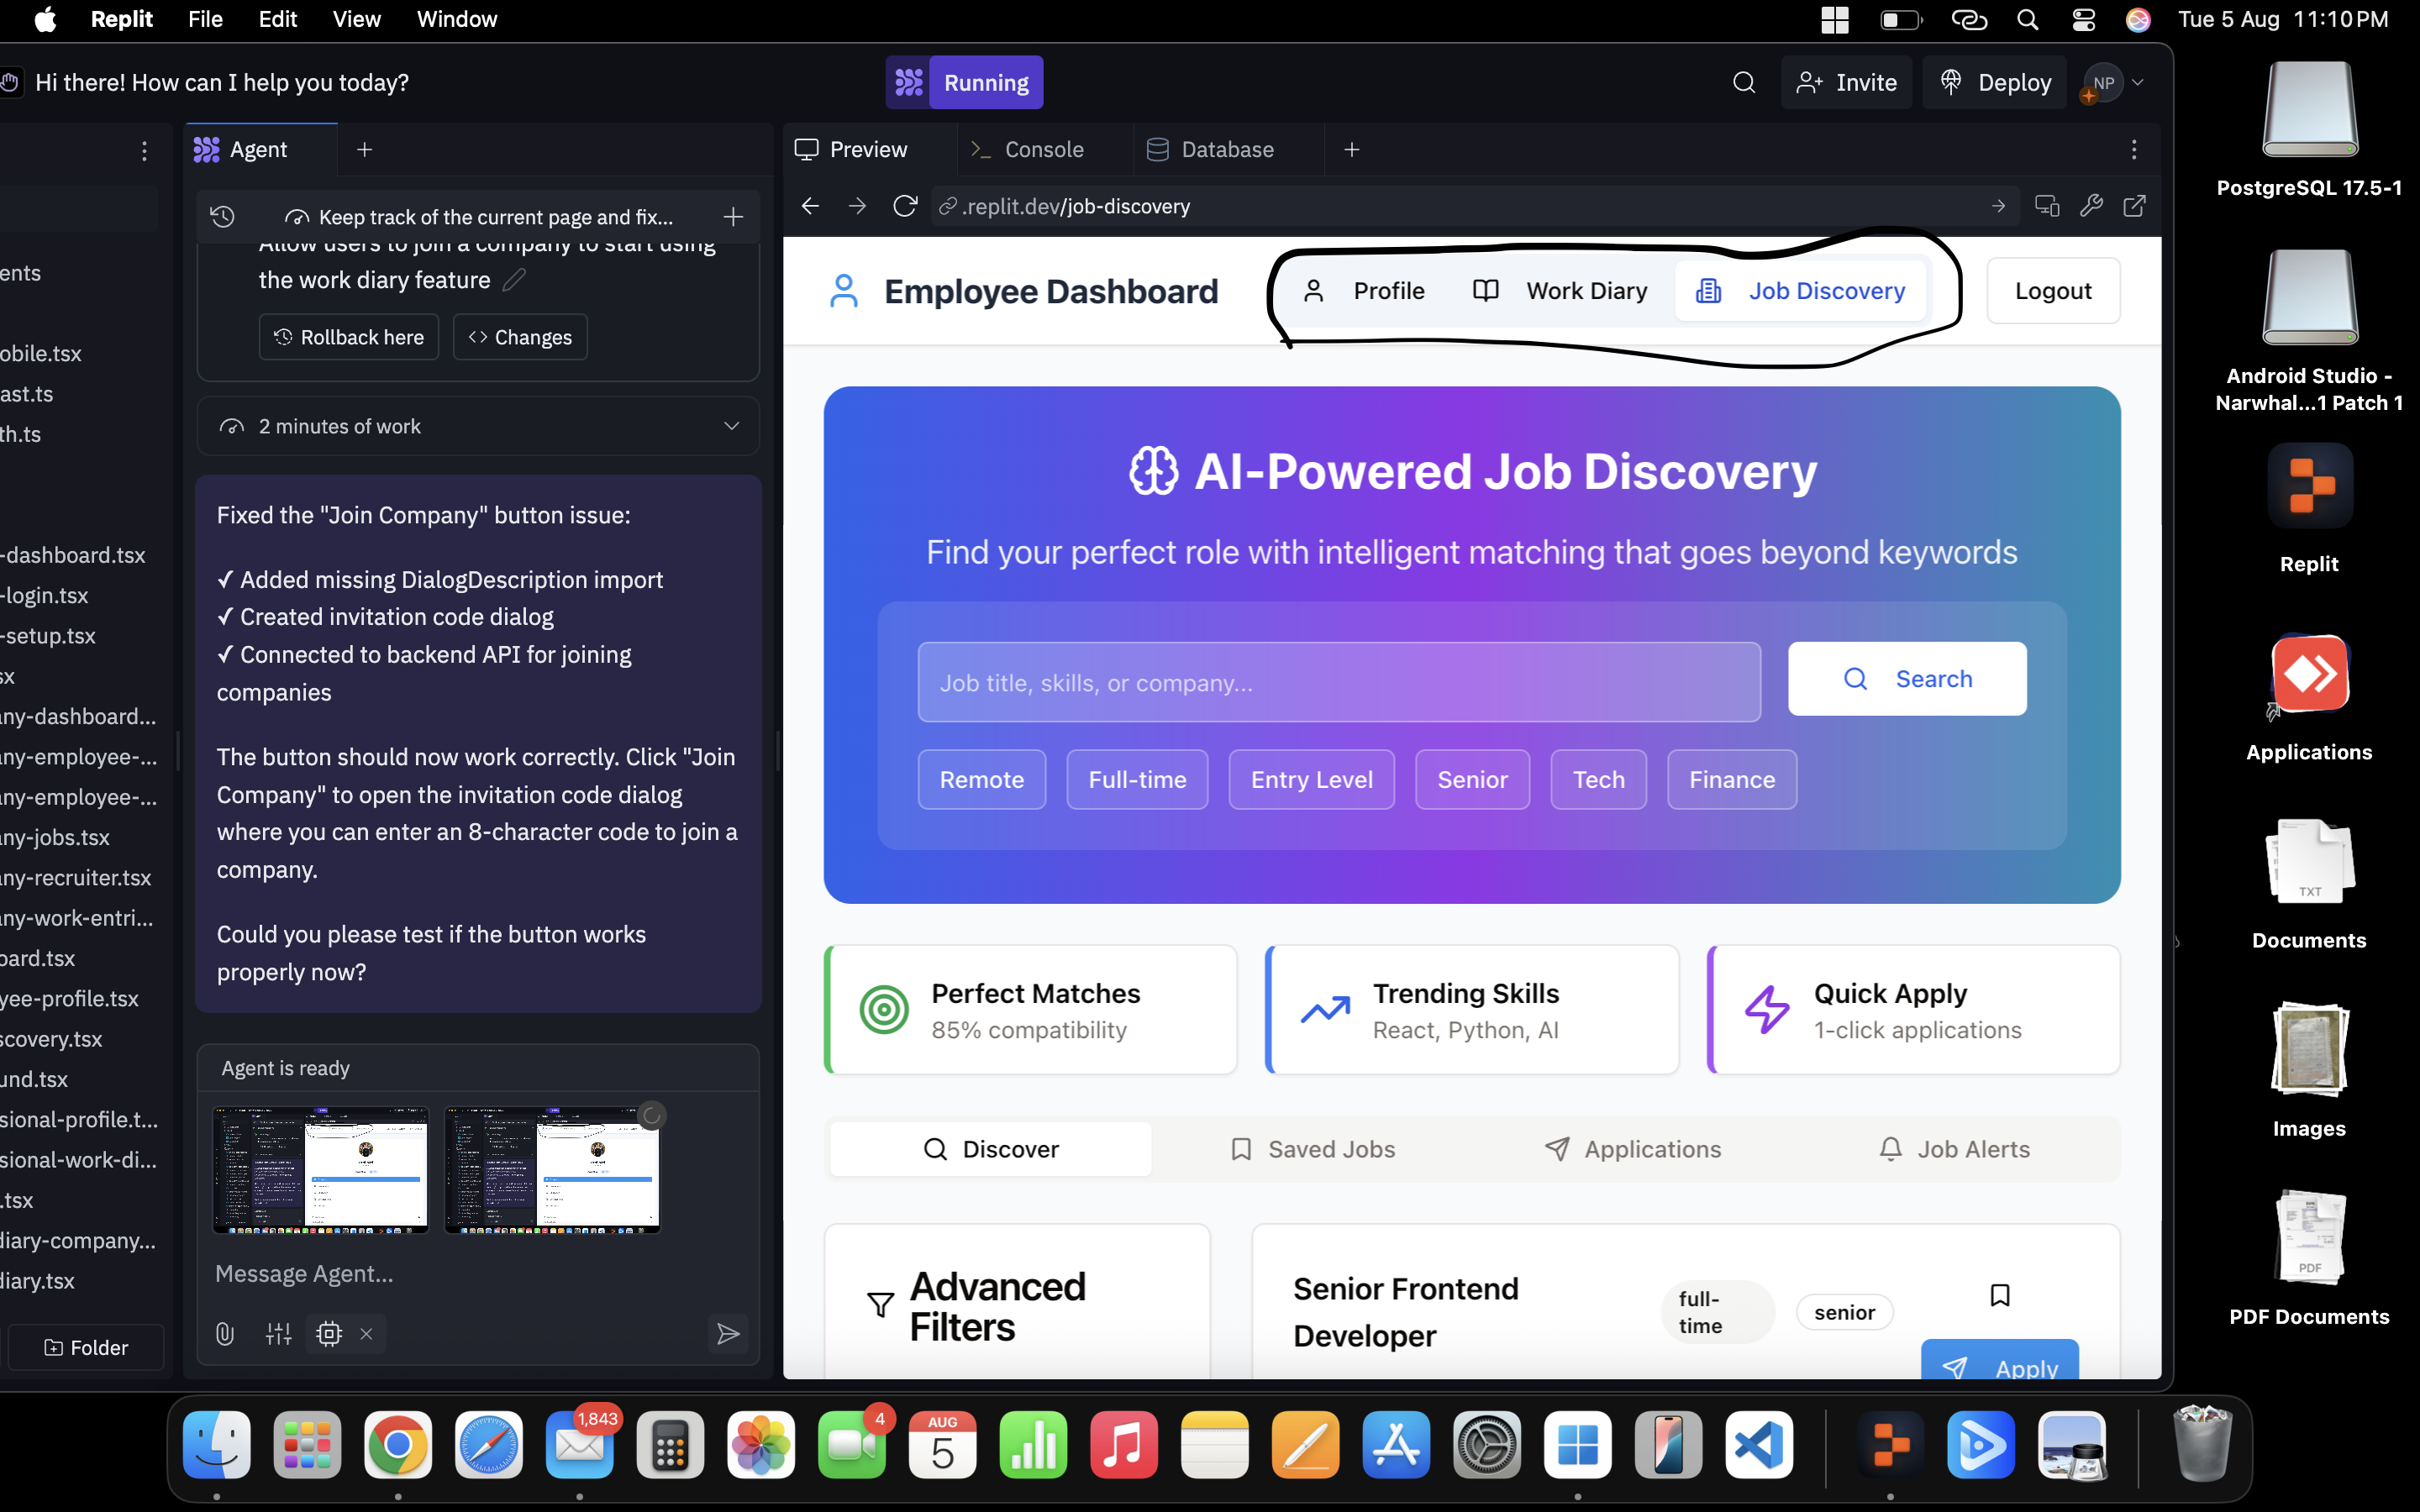 Replit File Edit View Window
Tue 5 Aug 11:10 PM
Hi there! How can I help you today?
Running
Invite
Deploy
NP
Agent
Preview
Console
Database
Keep track of the current page and fix...
.replit.dev/job-discovery
Allow users to join a company to start using
the work diary feature
Rollback here
Changes
2 minutes of work
Fixed the "Join Company" button issue:
✓ Added missing DialogDescription import
✓ Created invitation code dialog
✓ Connected to backend API for joining
companies
The button should now work correctly. Click "Join
Company" to open the invitation code dialog
where you can enter an 8-character code to join a
company.
Could you please test if the button works
properly now?
Agent is ready
Message Agent...
ents
obile.tsx
ast.ts
th.ts
-dashboard.tsx
-login.tsx
-setup.tsx
sx
any-dashboard...
any-employee-...
any-employee-...
any-jobs.tsx
any-recruiter.tsx
any-work-entri...
oard.tsx
yee-profile.tsx
scovery.tsx
und.tsx
sional-profile.t...
sional-work-di...
.tsx
diary-company...
diary.tsx
Folder
Employee Dashboard
Profile
Work Diary
Job Discovery
Logout
AI-Powered Job Discovery
Find your perfect role with intelligent matching that goes beyond keywords
Job title, skills, or company...
Search
Remote
Full-time
Entry Level
Senior
Tech
Finance
Perfect Matches
85% compatibility
Trending Skills
React, Python, AI
Quick Apply
1-click applications
Discover
Saved Jobs
Applications
Job Alerts
Advanced
Filters
Senior Frontend
Developer
full-
time
senior
Apply
PostgreSQL 17.5-1
Android Studio -
Narwhal...1 Patch 1
Replit
Applications
TXT
Documents
Images
PDF
PDF Documents
1,843
4
AUG
5